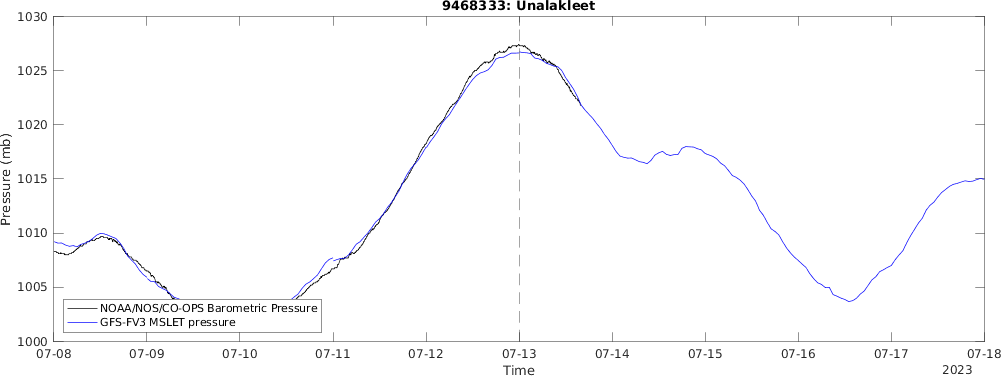 9468333: Unalakleet
1030
1025
1020
1015
1010
1005
1000
Pressure (mb)
NOAA/NOS/CO-OPS Barometric Pressure
GFS-FV3 MSLET pressure
07-08 07-09 07-10 07-11 07-12 07-13 07-14 07-15 07-16 07-17 07-18
Time
2023